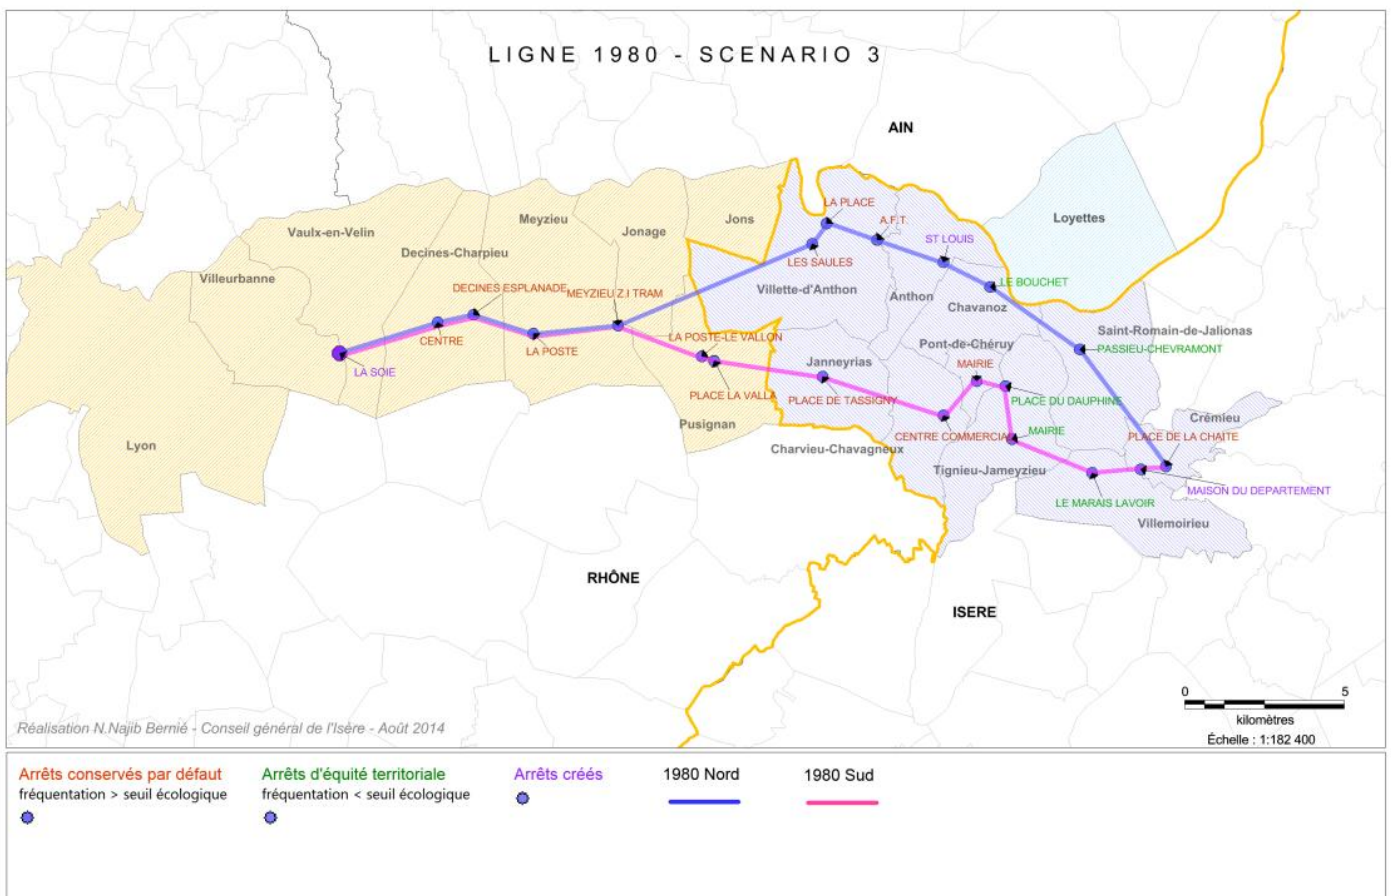 LIGNE 1980 - SCENARIO 3
AIN
LA PLACE
Meyzieu
Jons
A.F.T.
Loyettes
Vaulx-en-Velin
Jonage
ST LOUIS
Decines-Charpieu
LES SAULES
Villeurbanne
DECINES ESPLANADE
MEYZIEU Z.I TRAM
Villette-d'Anthon
LE BOUCHET
Anthon
Chavanoz
Saint-Romain-de-Jalionas
CENTRE
LA POSTE
LA POSTE-LE VALLON
Pont-de-Chéruy
PASSIEU-CHEVRAMONT
Janneyrias
MAIRIE
LA SOIE
PLACE LA VALLA
PLACE DE TASSIGNY
PLACE DU DAUPHINE
Crémieu
Pusignan
CENTRE COMMERCIA
MAIRIE
PLACE DE LA CHAITE
Lyon
Charvieu-Chavagneux
Tignieu-Jameyzieu
MAISON DU DEPARTEMENT
LE MARAIS LAVOIR
Villemoirieu
RHÔNE
ISERE
0 5
kilomètres
Échelle : 1:182 400
Réalisation N.Najib Bernié - Conseil général de l'Isère - Août 2014
Arrêts conservés par défaut
fréquentation > seuil écologique
Arrêts d'équité territoriale
fréquentation < seuil écologique
Arrêts créés
1980 Nord
1980 Sud